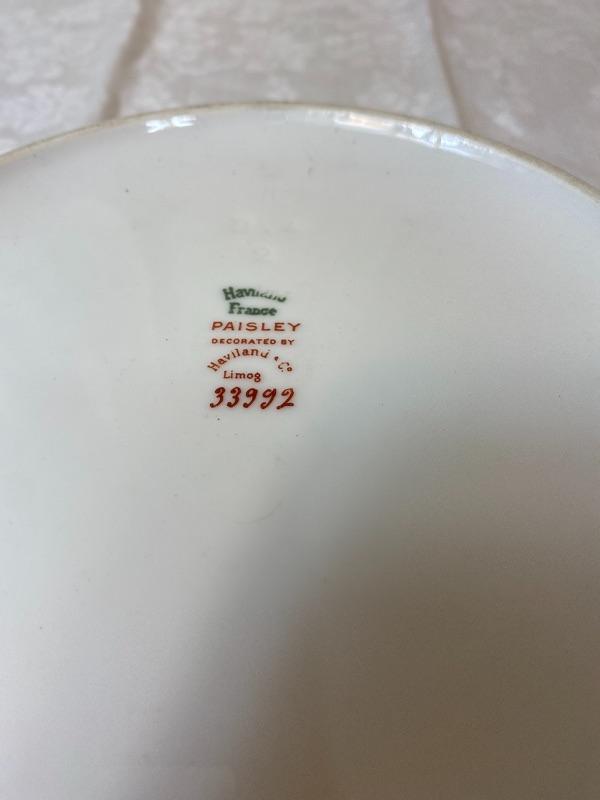 Haviland
France
PAISLEY
DECORATED BY
Haviland & Co
Limog
33992